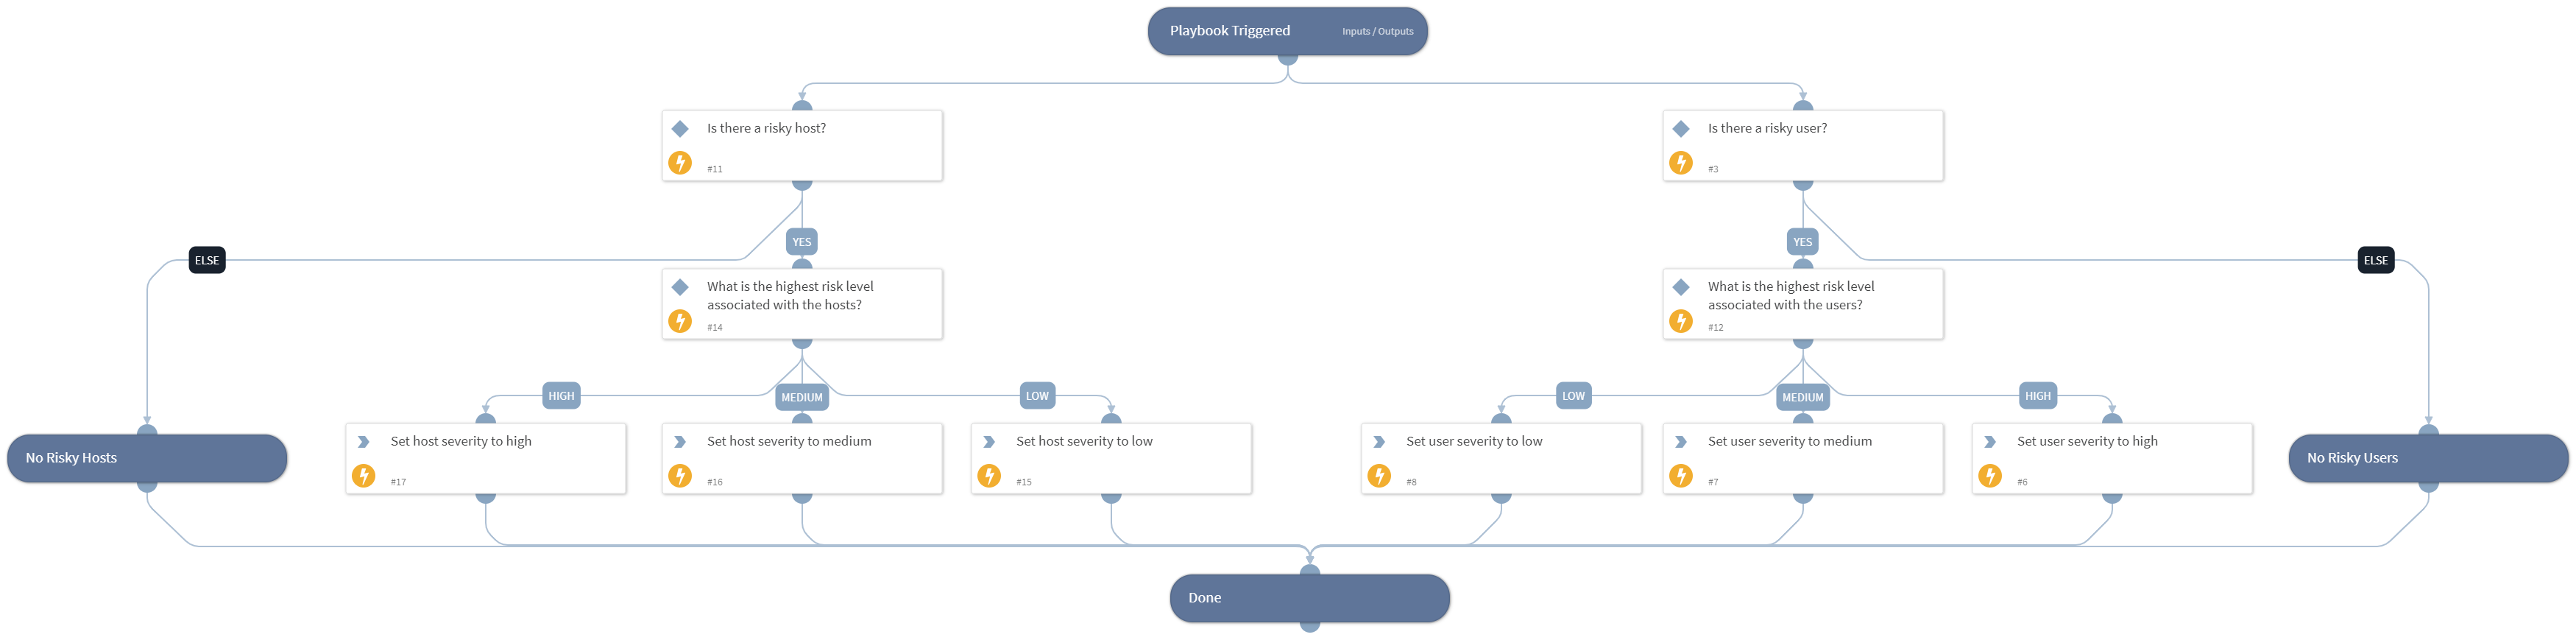 Playbook Triggered
Inputs / Outputs
Is there a risky host?
#11
Is there a risky user?
#3
YES
YES
ELSE
ELSE
What is the highest risk level
associated with the hosts?
#14
What is the highest risk level
associated with the users?
#12
HIGH
MEDIUM
LOW
LOW
MEDIUM
HIGH
No Risky Hosts
Set host severity to high
#17
Set host severity to medium
#16
Set host severity to low
#15
Set user severity to low
#8
Set user severity to medium
#7
Set user severity to high
#6
No Risky Users
Done